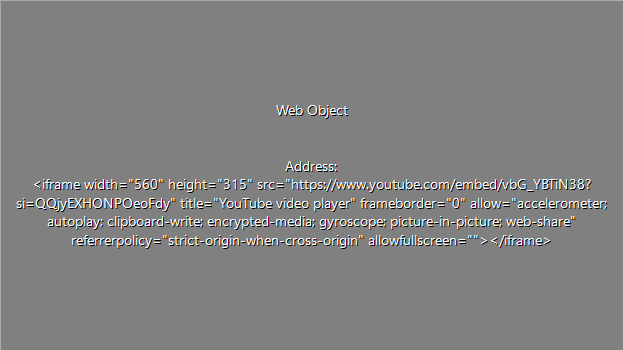 Web Object
Address:
<iframe width="560" height="315" src="https://www.youtube.com/embed/vbG_YBTiN38?
si=QQjyEXHONPOeoFdy" title="YouTube video player" frameborder="0" allow="accelerometer;
autoplay; clipboard-write; encrypted-media; gyroscope; picture-in-picture; web-share"
referrerpolicy="strict-origin-when-cross-origin" allowfullscreen=""></iframe>